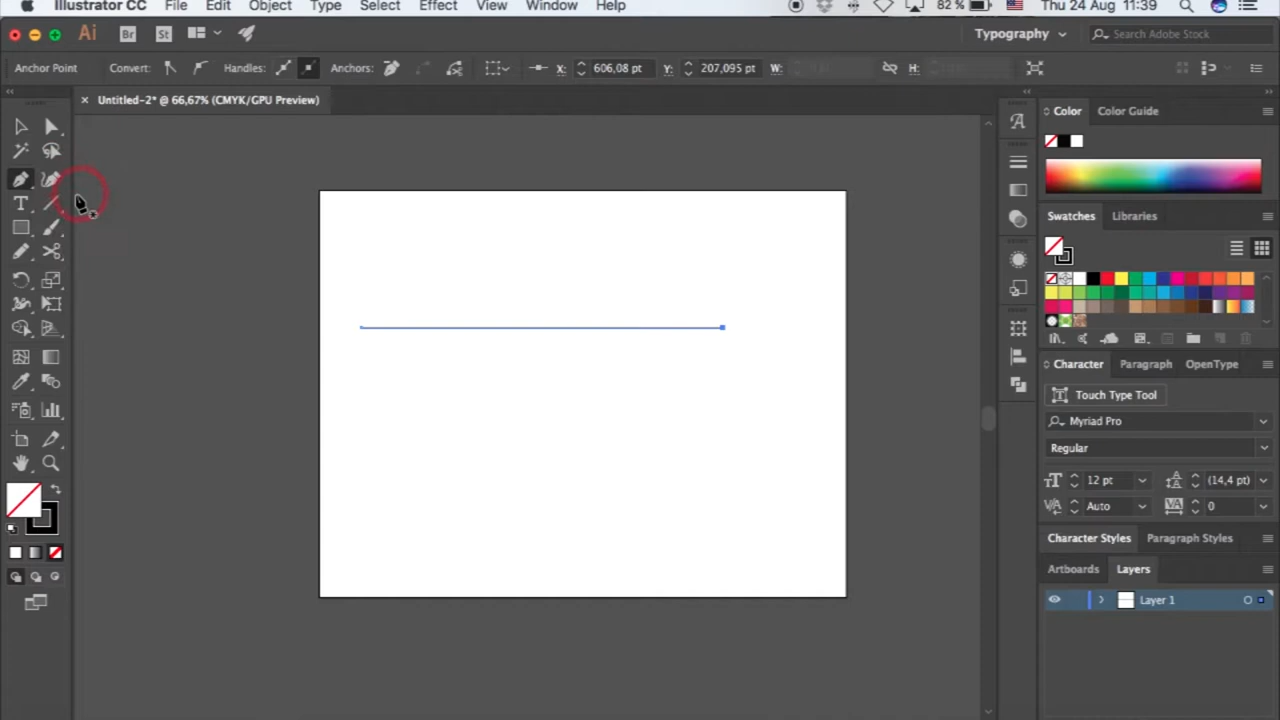 Illustrator CC File Edit Object Type Select Effect View Window Help 82 % Thu 24 Aug 11:39
Ai Br St Typography Search Adobe Stock
Anchor Point Convert: Handles: Anchors: X: 606,08 pt Y: 207,095 pt W: H:
× Untitled-2* @ 66,67% (CMYK/GPU Preview)
Color Color Guide
Swatches Libraries
Character Paragraph OpenType
Touch Type Tool
Myriad Pro
Regular
12 pt (14,4 pt)
Auto 0
Character Styles Paragraph Styles
Artboards Layers
Layer 1